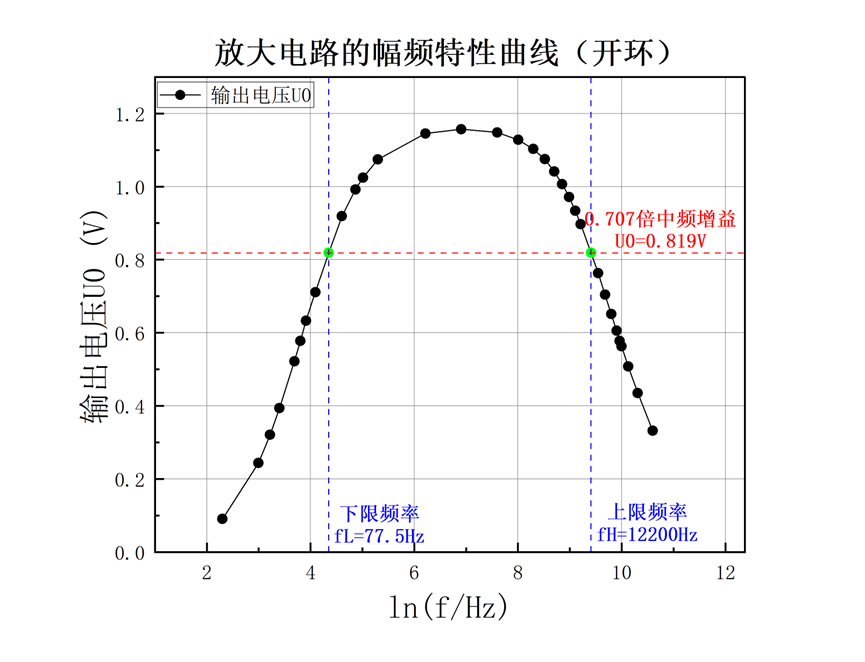 放大电路的幅频特性曲线（开环）
输出电压U0
1.2
1.0
0.8
0.6
0.4
0.2
0.0
输出电压U0 (V)
0.707倍中频增益
U0=0.819V
下限频率
fL=77.5Hz
上限频率
fH=12200Hz
2 4 6 8 10 12
ln(f/Hz)